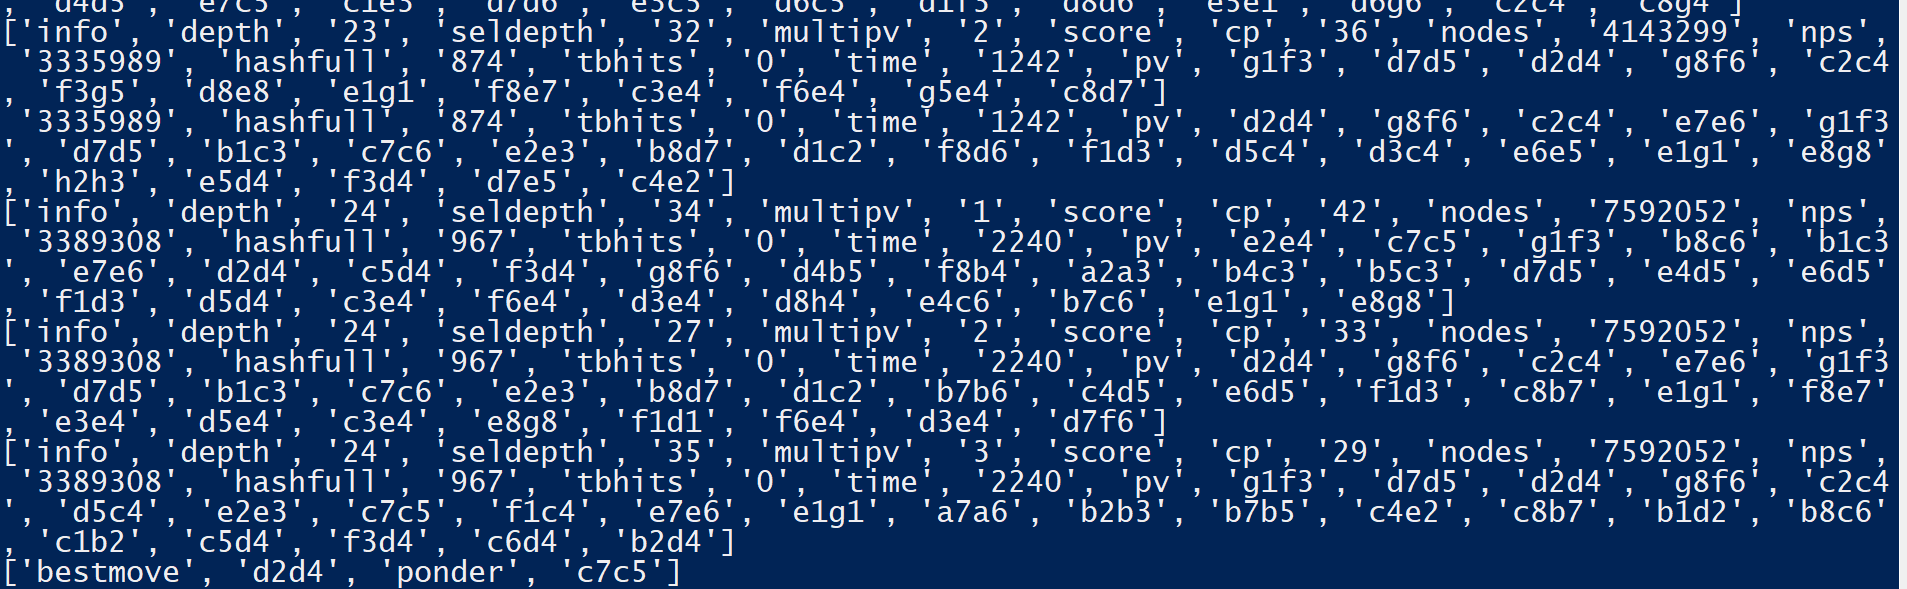 , 'd4d5', 'e7c5', 'c1e3', 'd7d6', 'e3c5', 'd6c5', 'd1f3', 'd8d6', 'e5e1', 'd6g6', 'c2c4', 'c8g4']
['info', 'depth', '23', 'seldepth', '32', 'multipv', '2', 'score', 'cp', '36', 'nodes', '4143299', 'nps',
 '3335989', 'hashfull', '874', 'tbhits', '0', 'time', '1242', 'pv', 'g1f3', 'd7d5', 'd2d4', 'g8f6', 'c2c4
, 'f3g5', 'd8e8', 'e1g1', 'f8e7', 'c3e4', 'f6e4', 'g5e4', 'c8d7']
 '3335989', 'hashfull', '874', 'tbhits', '0', 'time', '1242', 'pv', 'd2d4', 'g8f6', 'c2c4', 'e7e6', 'g1f3
', 'd7d5', 'b1c3', 'c7c6', 'e2e3', 'b8d7', 'd1c2', 'f8d6', 'f1d3', 'd5c4', 'd3c4', 'e6e5', 'e1g1', 'e8g8'
, 'h2h3', 'e5d4', 'f3d4', 'd7e5', 'c4e2']
['info', 'depth', '24', 'seldepth', '34', 'multipv', '1', 'score', 'cp', '42', 'nodes', '7592052', 'nps',
 '3389308', 'hashfull', '967', 'tbhits', '0', 'time', '2240', 'pv', 'e2e4', 'c7c5', 'g1f3', 'b8c6', 'b1c3
', 'e7e6', 'd2d4', 'c5d4', 'f3d4', 'g8f6', 'd4b5', 'f8b4', 'a2a3', 'b4c3', 'b5c3', 'd7d5', 'e4d5', 'e6d5'
, 'f1d3', 'd5d4', 'c3e4', 'f6e4', 'd3e4', 'd8h4', 'e4c6', 'b7c6', 'e1g1', 'e8g8']
['info', 'depth', '24', 'seldepth', '27', 'multipv', '2', 'score', 'cp', '33', 'nodes', '7592052', 'nps',
 '3389308', 'hashfull', '967', 'tbhits', '0', 'time', '2240', 'pv', 'd2d4', 'g8f6', 'c2c4', 'e7e6', 'g1f3
', 'd7d5', 'b1c3', 'c7c6', 'e2e3', 'b8d7', 'd1c2', 'b7b6', 'c4d5', 'e6d5', 'f1d3', 'c8b7', 'e1g1', 'f8e7'
, 'e3e4', 'd5e4', 'c3e4', 'e8g8', 'f1d1', 'f6e4', 'd3e4', 'd7f6']
['info', 'depth', '24', 'seldepth', '35', 'multipv', '3', 'score', 'cp', '29', 'nodes', '7592052', 'nps',
 '3389308', 'hashfull', '967', 'tbhits', '0', 'time', '2240', 'pv', 'g1f3', 'd7d5', 'd2d4', 'g8f6', 'c2c4
', 'd5c4', 'e2e3', 'c7c5', 'f1c4', 'e7e6', 'e1g1', 'a7a6', 'b2b3', 'b7b5', 'c4e2', 'c8b7', 'b1d2', 'b8c6'
, 'c1b2', 'c5d4', 'f3d4', 'c6d4', 'b2d4']
['bestmove', 'd2d4', 'ponder', 'c7c5']